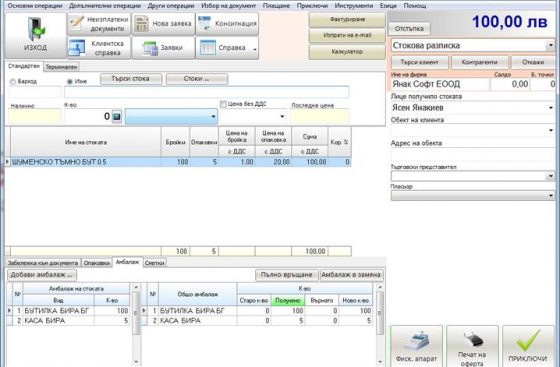 Основни операции Допълнителни операции Други операции Избор на документ Плащане Приключи Инструменти Езици Помощ
ИЗХОД
Неизплатени документи
Нова заявка
Консигнация
Клиентска справка
Заявки
Справка
Фактуриране
Изпрати на e-mail
Калкулатор
100,00 лв
Отстъпка
Стокова разписка
Търси клиент Контрагенти Покажи
Име на фирма Салдо Б. точки
Янак Софт ЕООД 0,00 0
Лице получило стоката
Ясен Янакиев
Обект на клиента
Адрес на обекта
Търговски представител
Пласьор
Стандартен Терминален
Баркод Име Търси стока Стоки ...
Налично К-во Цена без ДДС Последна цена
0
Име на стоката Бройки Опаковки Цена на бройка Цена на опаковка Сума Кор. %
с ДДС с ДДС с ДДС
ШУМЕНСКО ТЪМНО БУТ.0.5 100 5 1,00 20,00 100,00 0
100 5 100,00
Забележка към документа Опаковки Амбалаж Сметки
Добави амбалаж ... Пълно връщане Амбалаж в замяна
№ Амбалаж на стоката
Вид К-во
1 БУТИЛКА БИРА БГ 100
2 КАСА БИРА 5
№ Общо амбалаж К-во
Старо к-во Получено Върнато Ново к-во
1 БУТИЛКА БИРА БГ 0 100 0 100
2 КАСА БИРА 0 5 0 5
Фиск. апарат
Печат на оферта
ПРИКЛЮЧИ